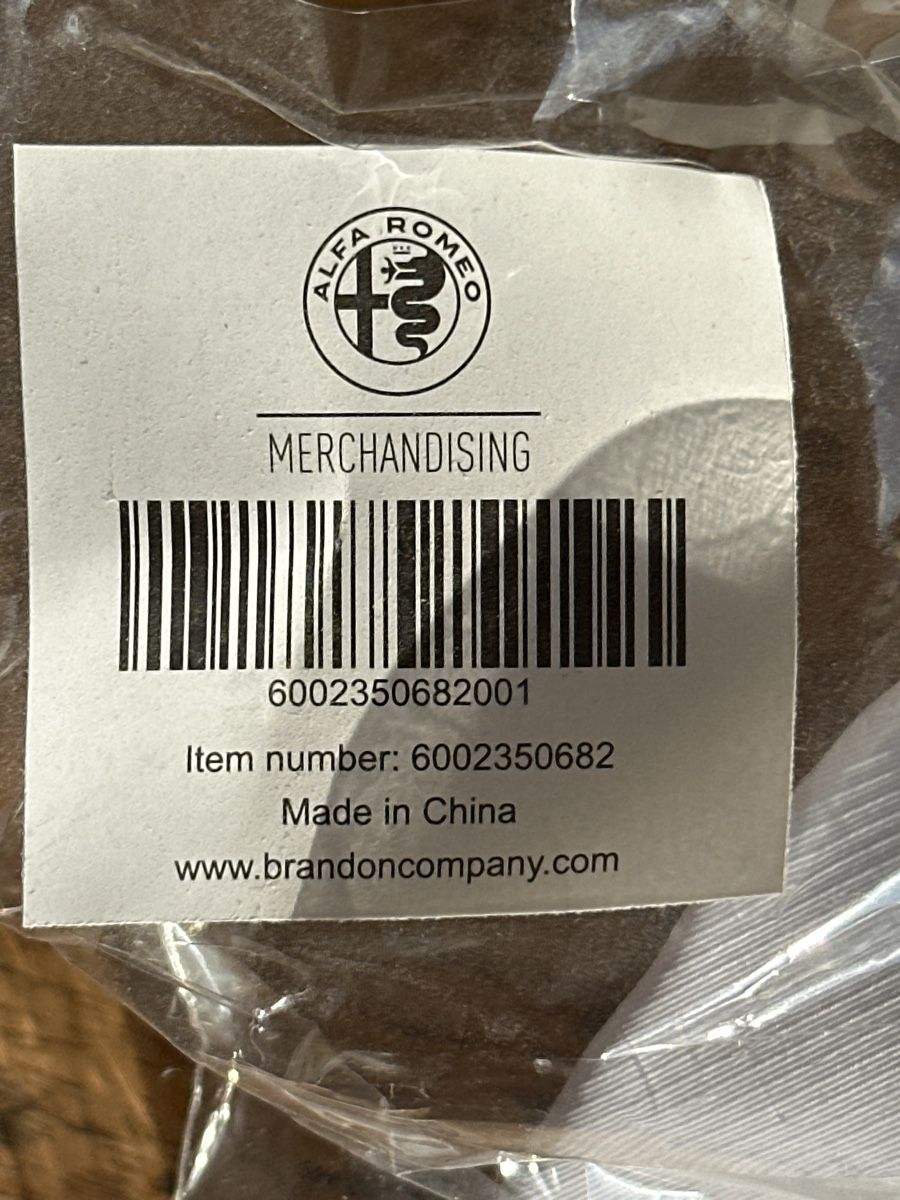 ALFA ROMEO
MERCHANDISING
6002350682001
Item number: 6002350682
Made in China
www.brandoncompany.com